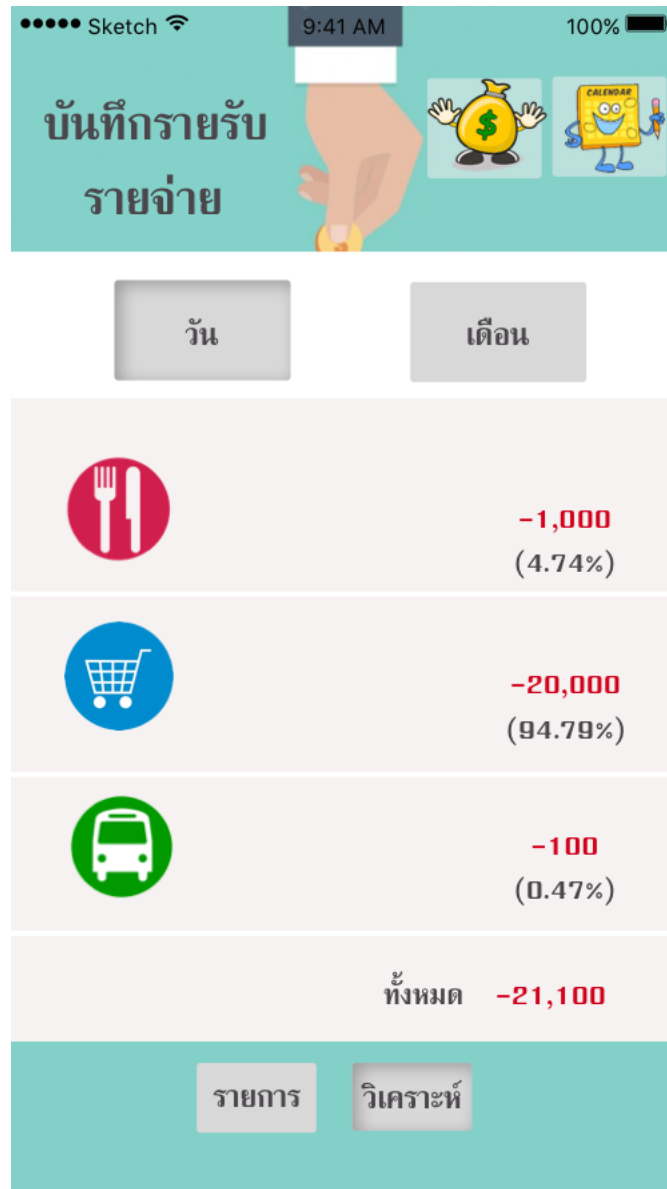 ●●●●● Sketch 9:41 AM 100%
บันทึกรายรับ
รายจ่าย
$
CALENDAR
วัน เดือน
-1,000
(4.74%)
-20,000
(94.79%)
-100
(0.47%)
ทั้งหมด -21,100
รายการ วิเคราะห์